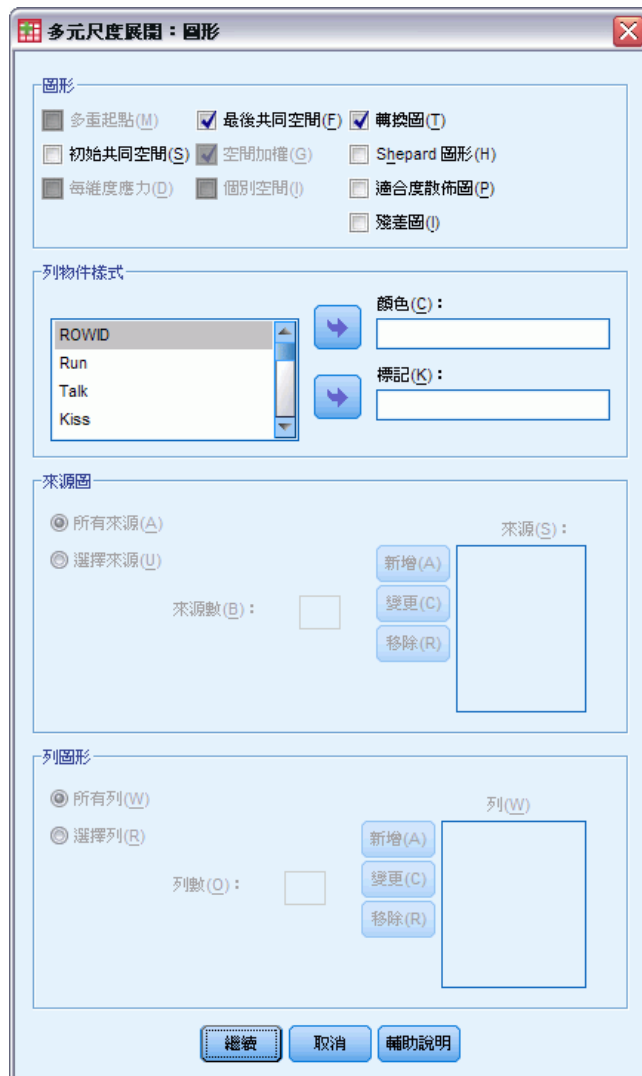 多元尺度展開：圖形
圖形
多重起點(M) 最後共同空間(F) 轉換圖(T)
初始共同空間(S) 空間加權(G) Shepard 圖形(H)
每維度應力(D) 個別空間(I) 適合度散佈圖(P)
殘差圖(I)
列物件樣式
ROWID
Run
Talk
Kiss
顏色(C)：
標記(K)：
來源圖
所有來源(A)
選擇來源(U)
來源數(B)：
來源(S)：
新增(A)
變更(C)
移除(R)
列圖形
所有列(W)
選擇列(R)
列數(O)：
列(W)
新增(A)
變更(C)
移除(R)
繼續 取消 輔助說明